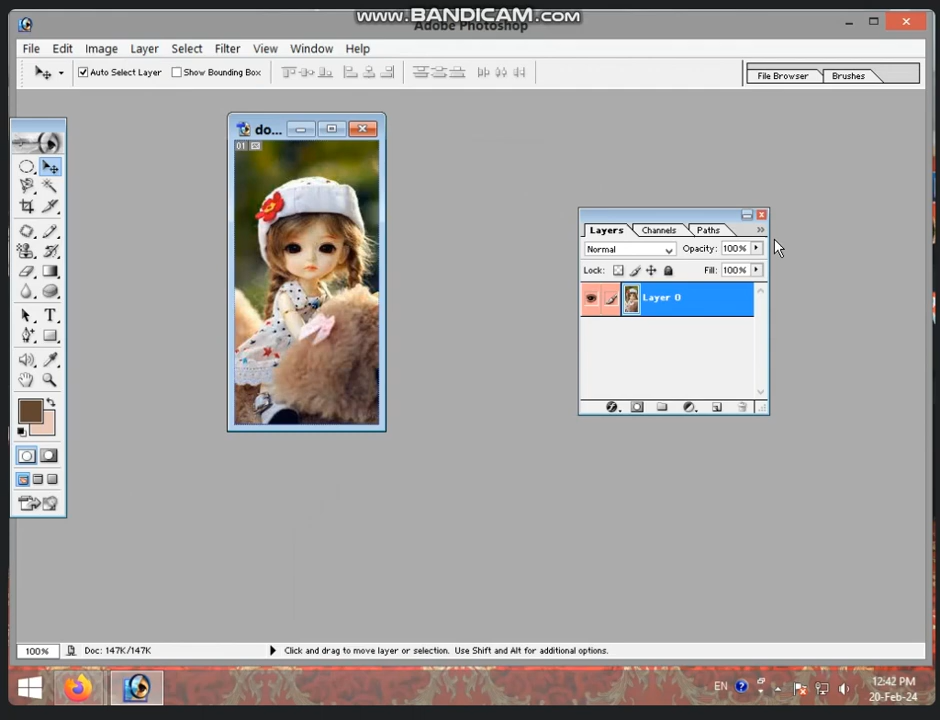 www.BANDICAM.com
Adobe Photoshop
File Edit Image Layer Select Filter View Window Help
Auto Select Layer Show Bounding Box
File Browser Brushes
do...
01
Layers Channels Paths
Normal Opacity: 100%
Lock: Fill: 100%
Layer 0
T
100% Doc: 147K/147K Click and drag to move layer or selection. Use Shift and Alt for additional options.
EN 12:42 PM
20-Feb-24